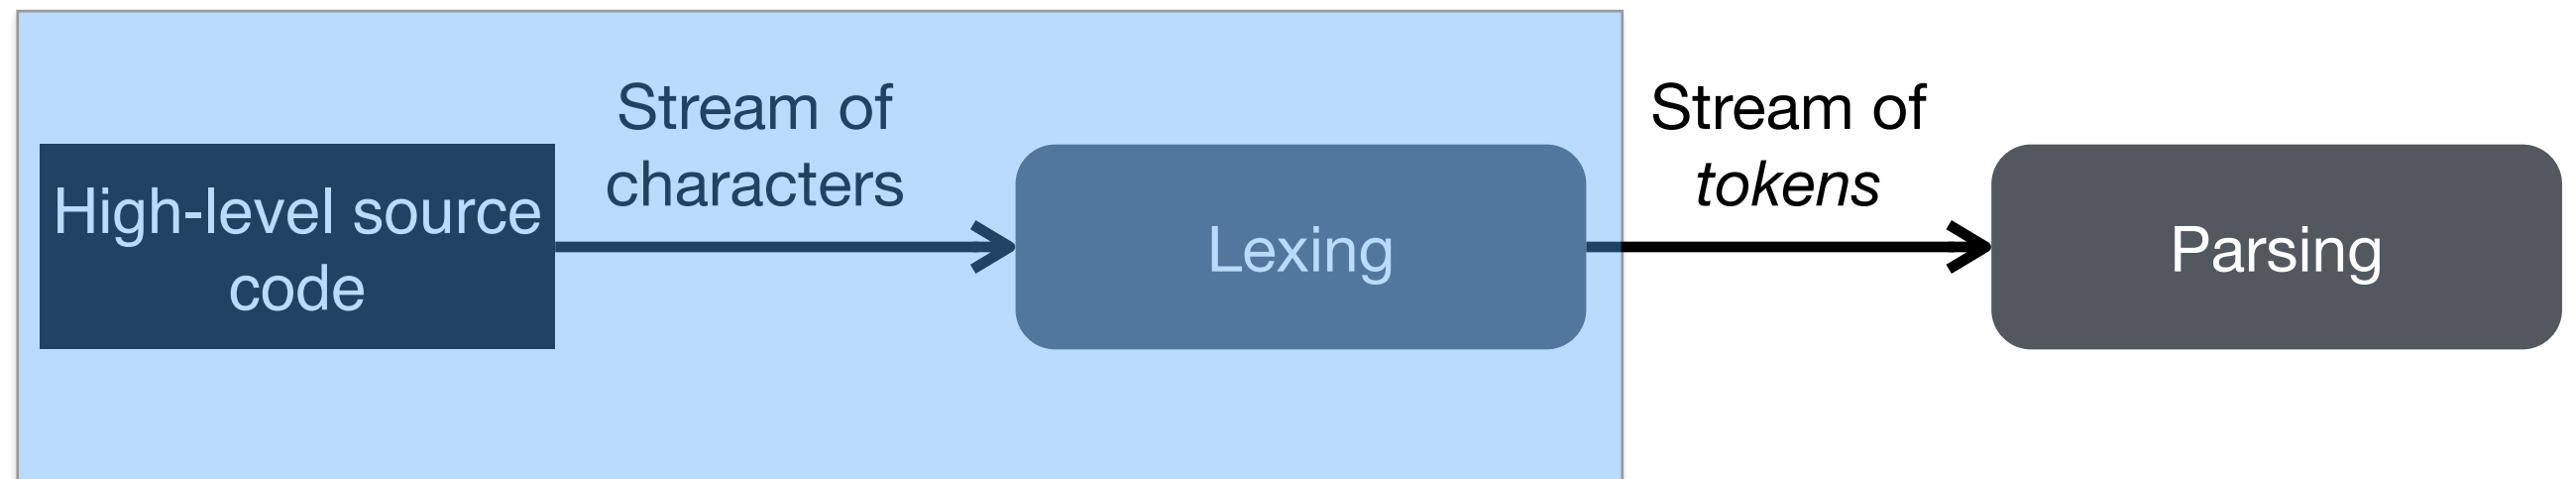 High-level source
code
Stream of
characters
Lexing
Stream of
tokens
Parsing